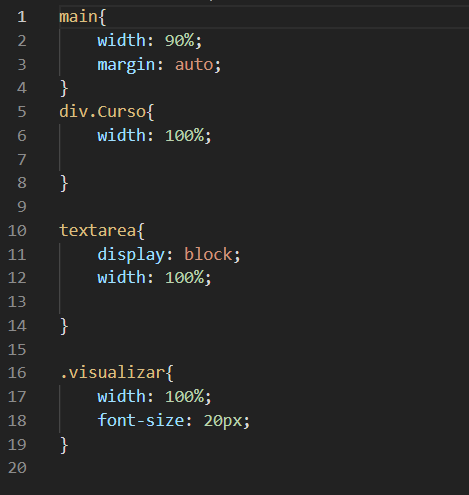 1 main{
2     width: 90%;
3     margin: auto;
4 }
5 div.Curso{
6     width: 100%;
7
8 }
9
10 textarea{
11     display: block;
12     width: 100%;
13
14 }
15
16 .visualizar{
17     width: 100%;
18     font-size: 20px;
19 }
20